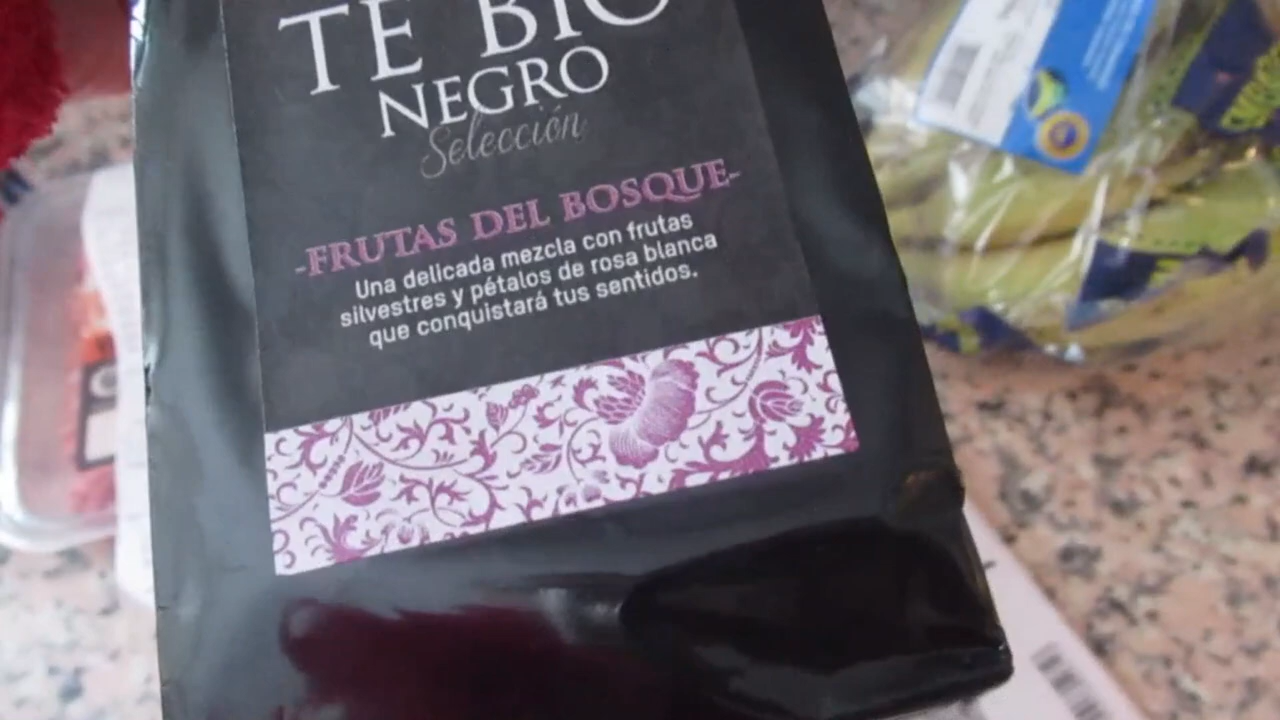 TÉ BIO
NEGRO
Selección
-FRUTAS DEL BOSQUE-
Una delicada mezcla con frutas
silvestres y pétalos de rosa blanca
que conquistará tus sentidos.